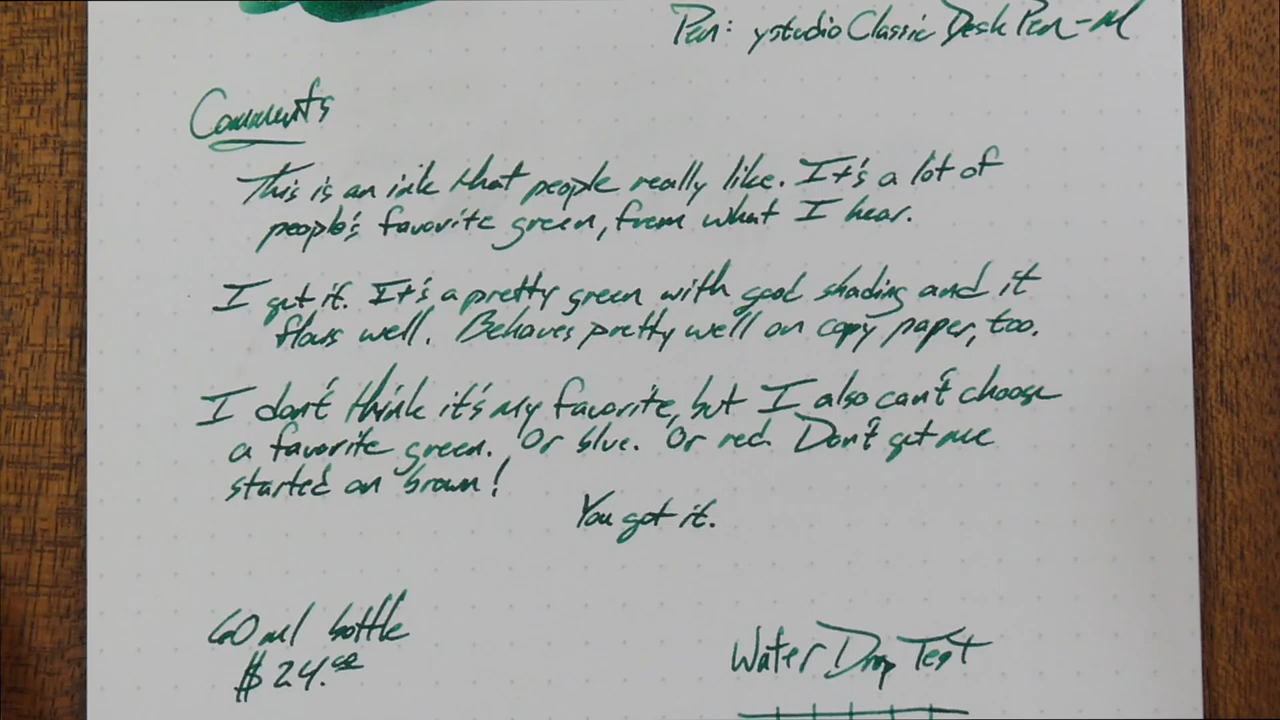 Pen: ystudio Classic Desk Pen-M
Comments
This is an ink that people really like. It's a lot of
people's favorite green, from what I hear.
I get it. It's a pretty green with good shading and it
flows well. Behaves pretty well on copy paper, too.
I don't think it's my favorite, but I also can't choose
a favorite green. Or blue. Or red. Don't get me
started on brown!
You got it.
60ml bottle
$24.00
Water Drop Test